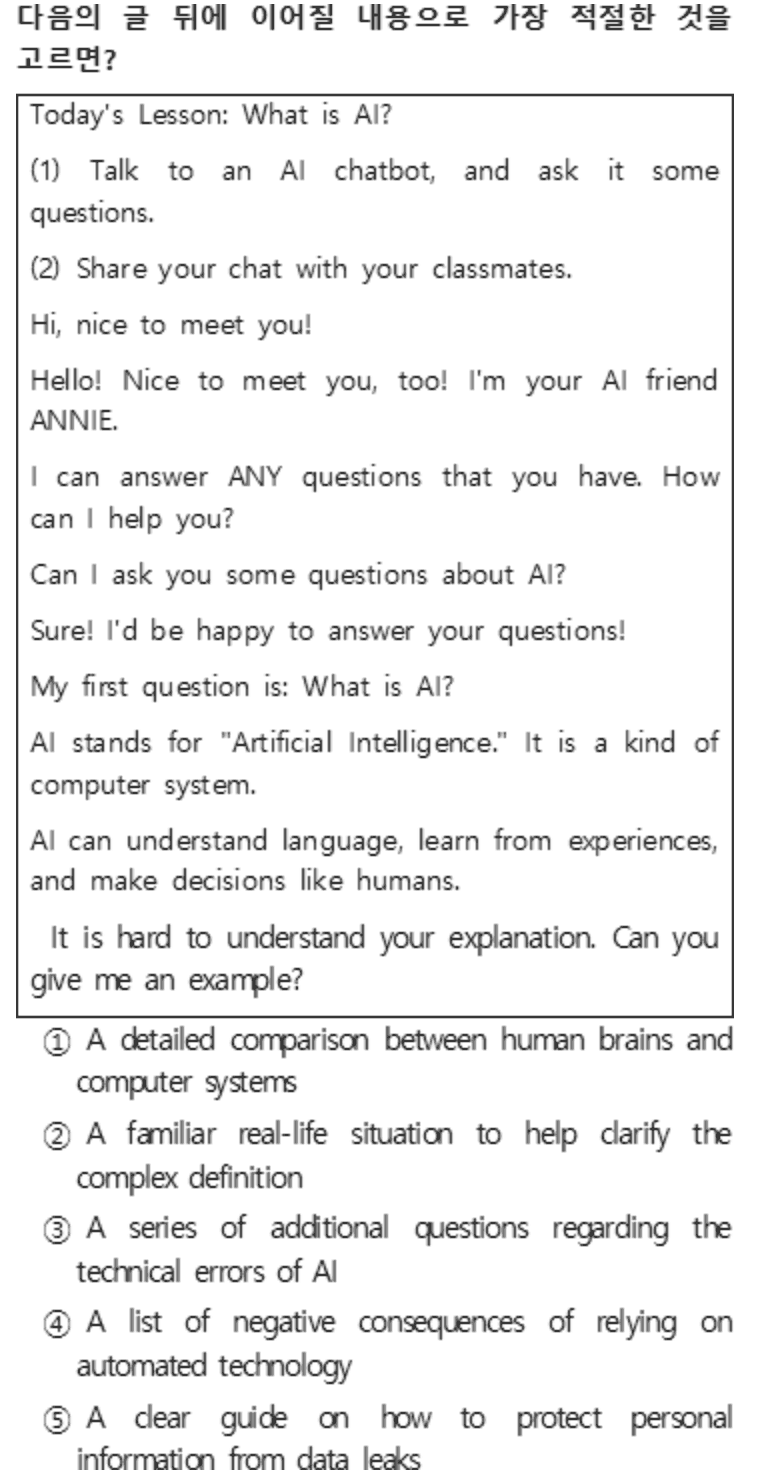 다음의 글 뒤에 이어질 내용으로 가장 적절한 것을
고르면?
Today's Lesson: What is AI?
(1) Talk to an AI chatbot, and ask it some
questions.
(2) Share your chat with your classmates.
Hi, nice to meet you!
Hello! Nice to meet you, too! I'm your AI friend
ANNIE.
I can answer ANY questions that you have. How
can I help you?
Can I ask you some questions about AI?
Sure! I'd be happy to answer your questions!
My first question is: What is AI?
AI stands for "Artificial Intelligence." It is a kind of
computer system.
AI can understand language, learn from experiences,
and make decisions like humans.
It is hard to understand your explanation. Can you
give me an example?
① A detailed comparison between human brains and
computer systems
② A familiar real-life situation to help clarify the
complex definition
③ A series of additional questions regarding the
technical errors of AI
④ A list of negative consequences of relying on
automated technology
⑤ A clear guide on how to protect personal
information from data leaks